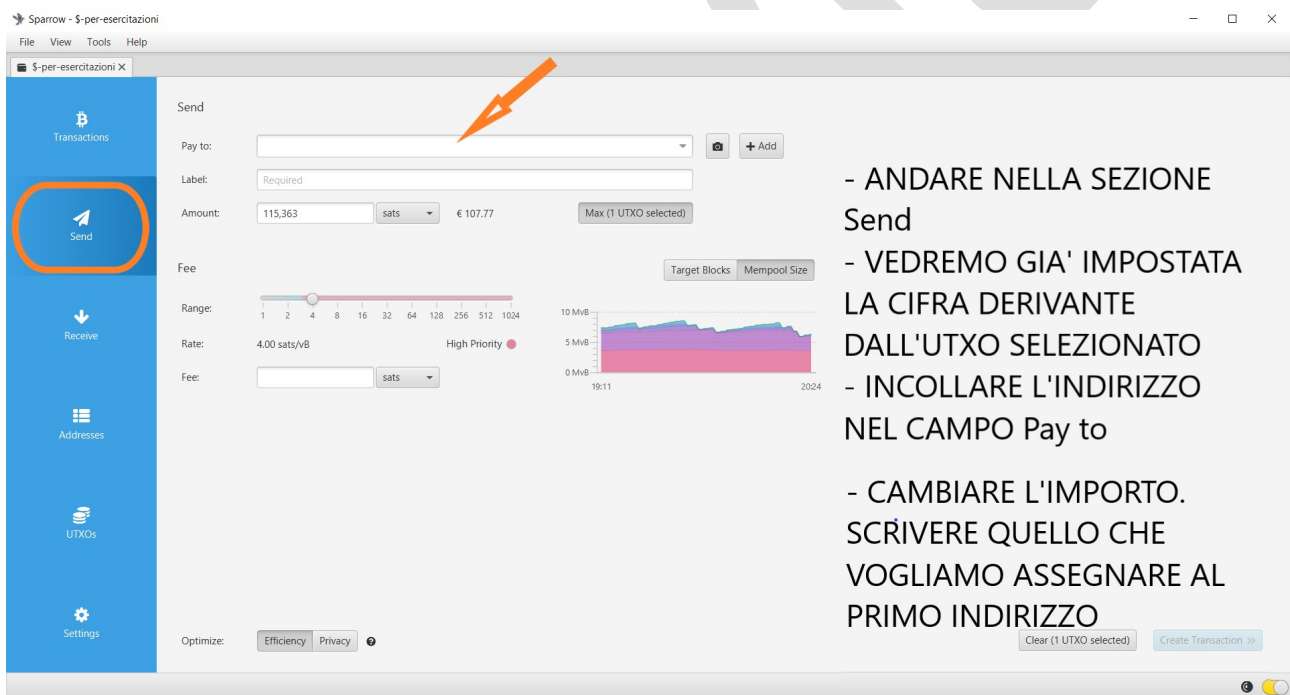 Sparrow - $-per-esercitazioni
File View Tools Help
$-per-esercitazioni X
Transactions
Send
Receive
Addresses
UTXOs
Settings
Send
Pay to:
+ Add
Label: Required
Amount: 115,363 sats € 107.77 Max (1 UTXO selected)
Fee
Target Blocks Mempool Size
Range:
1 2 4 8 16 32 64 128 256 512 1024
Rate: 4.00 sats/vB High Priority
Fee: sats
10 MvB
5 MvB
0 MvB
19:11 2024
Optimize: Efficiency Privacy ?
Clear (1 UTXO selected) Create Transaction >>
- ANDARE NELLA SEZIONE
Send
- VEDREMO GIA' IMPOSTATA
LA CIFRA DERIVANTE
DALL'UTXO SELEZIONATO
- INCOLLARE L'INDIRIZZO
NEL CAMPO Pay to
- CAMBIARE L'IMPORTO.
SCRIVERE QUELLO CHE
VOGLIAMO ASSEGNARE AL
PRIMO INDIRIZZO